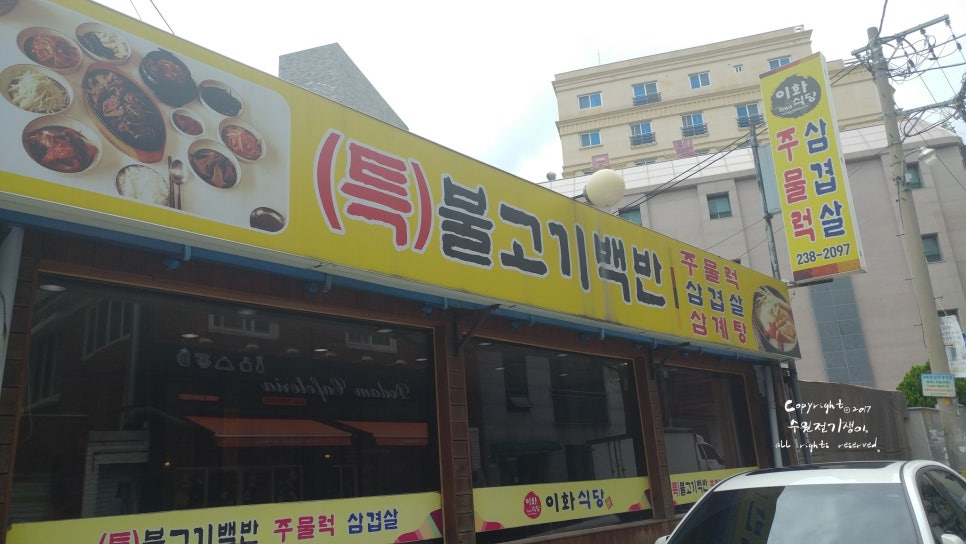 (특)불고기백반
주물럭
삼겹살
삼계탕
이화
식당
주물럭
삼겹살
238-2097
Dodam Cafeteria
(특)불고기백반 주물럭 삼겹살
이화식당
(특)불고기백반
Copyright©2017
수원전기생이.
all rights reserved.